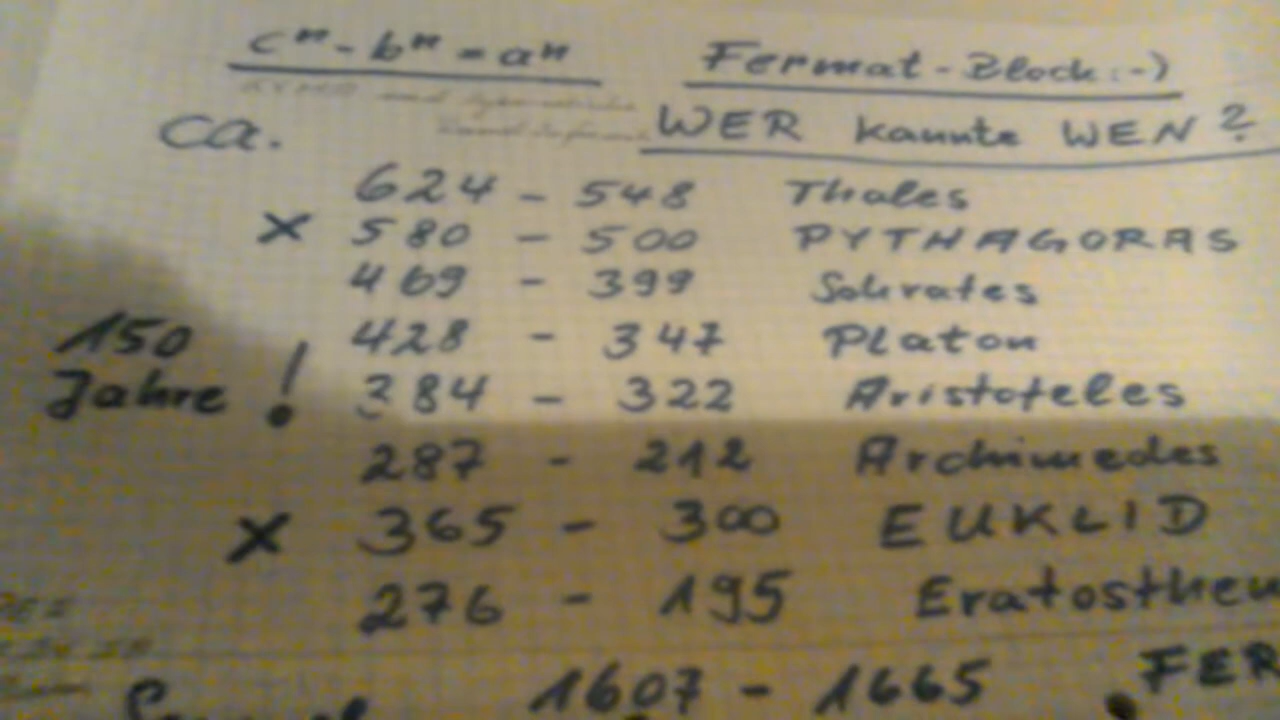 cⁿ - bⁿ = aⁿ Fermat-Block :-)
ca. WER kannte WEN?
624 - 548 Thales
x 580 - 500 PYTHAGORAS
469 - 399 Sokrates
150 428 - 347 Platon
Jahre ! 384 - 322 Aristoteles
287 - 212 Archimedes
x 365 - 300 EUKLID
276 - 195 Eratosthen
1607 - 1665 FER